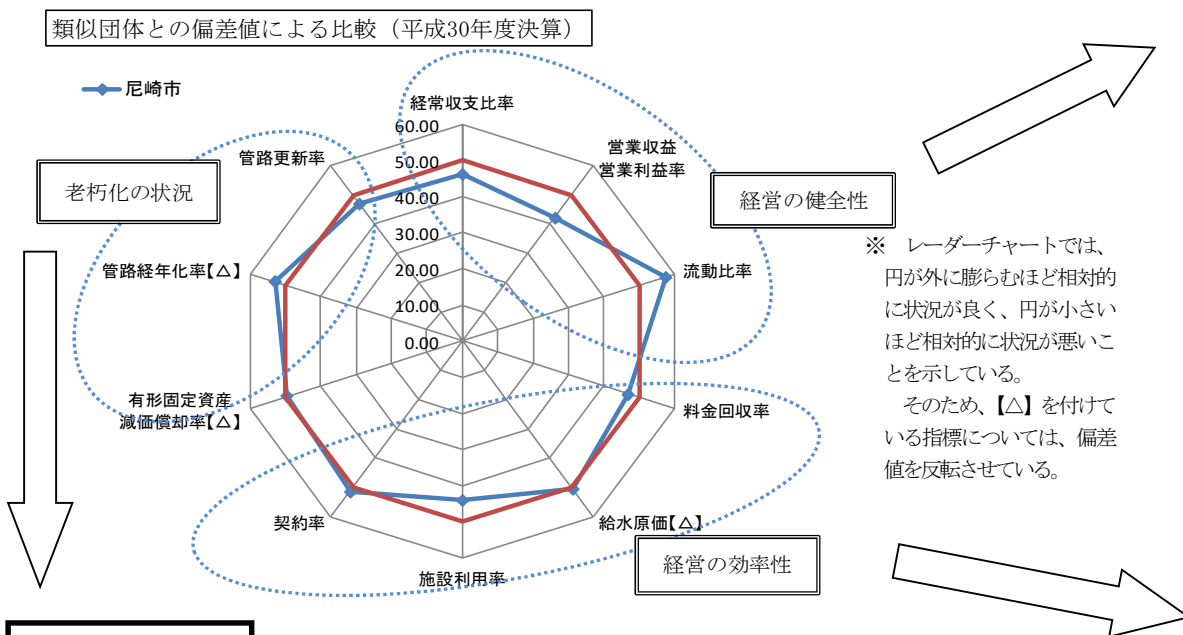 類似団体との偏差値による比較（平成30年度決算）
尼崎市
経常収支比率
60.00
50.00
40.00
30.00
20.00
10.00
0.00
営業収益
営業利益率
流動比率
料金回収率
給水原価【△】
施設利用率
契約率
有形固定資産
減価償却率【△】
管路経年化率【△】
管路更新率
老朽化の状況
経営の健全性
経営の効率性
※　レーダーチャートでは、
円が外に膨らむほど相対的
に状況が良く、円が小さい
ほど相対的に状況が悪いこ
とを示している。
そのため、【△】を付けて
いる指標については、偏差
値を反転させている。